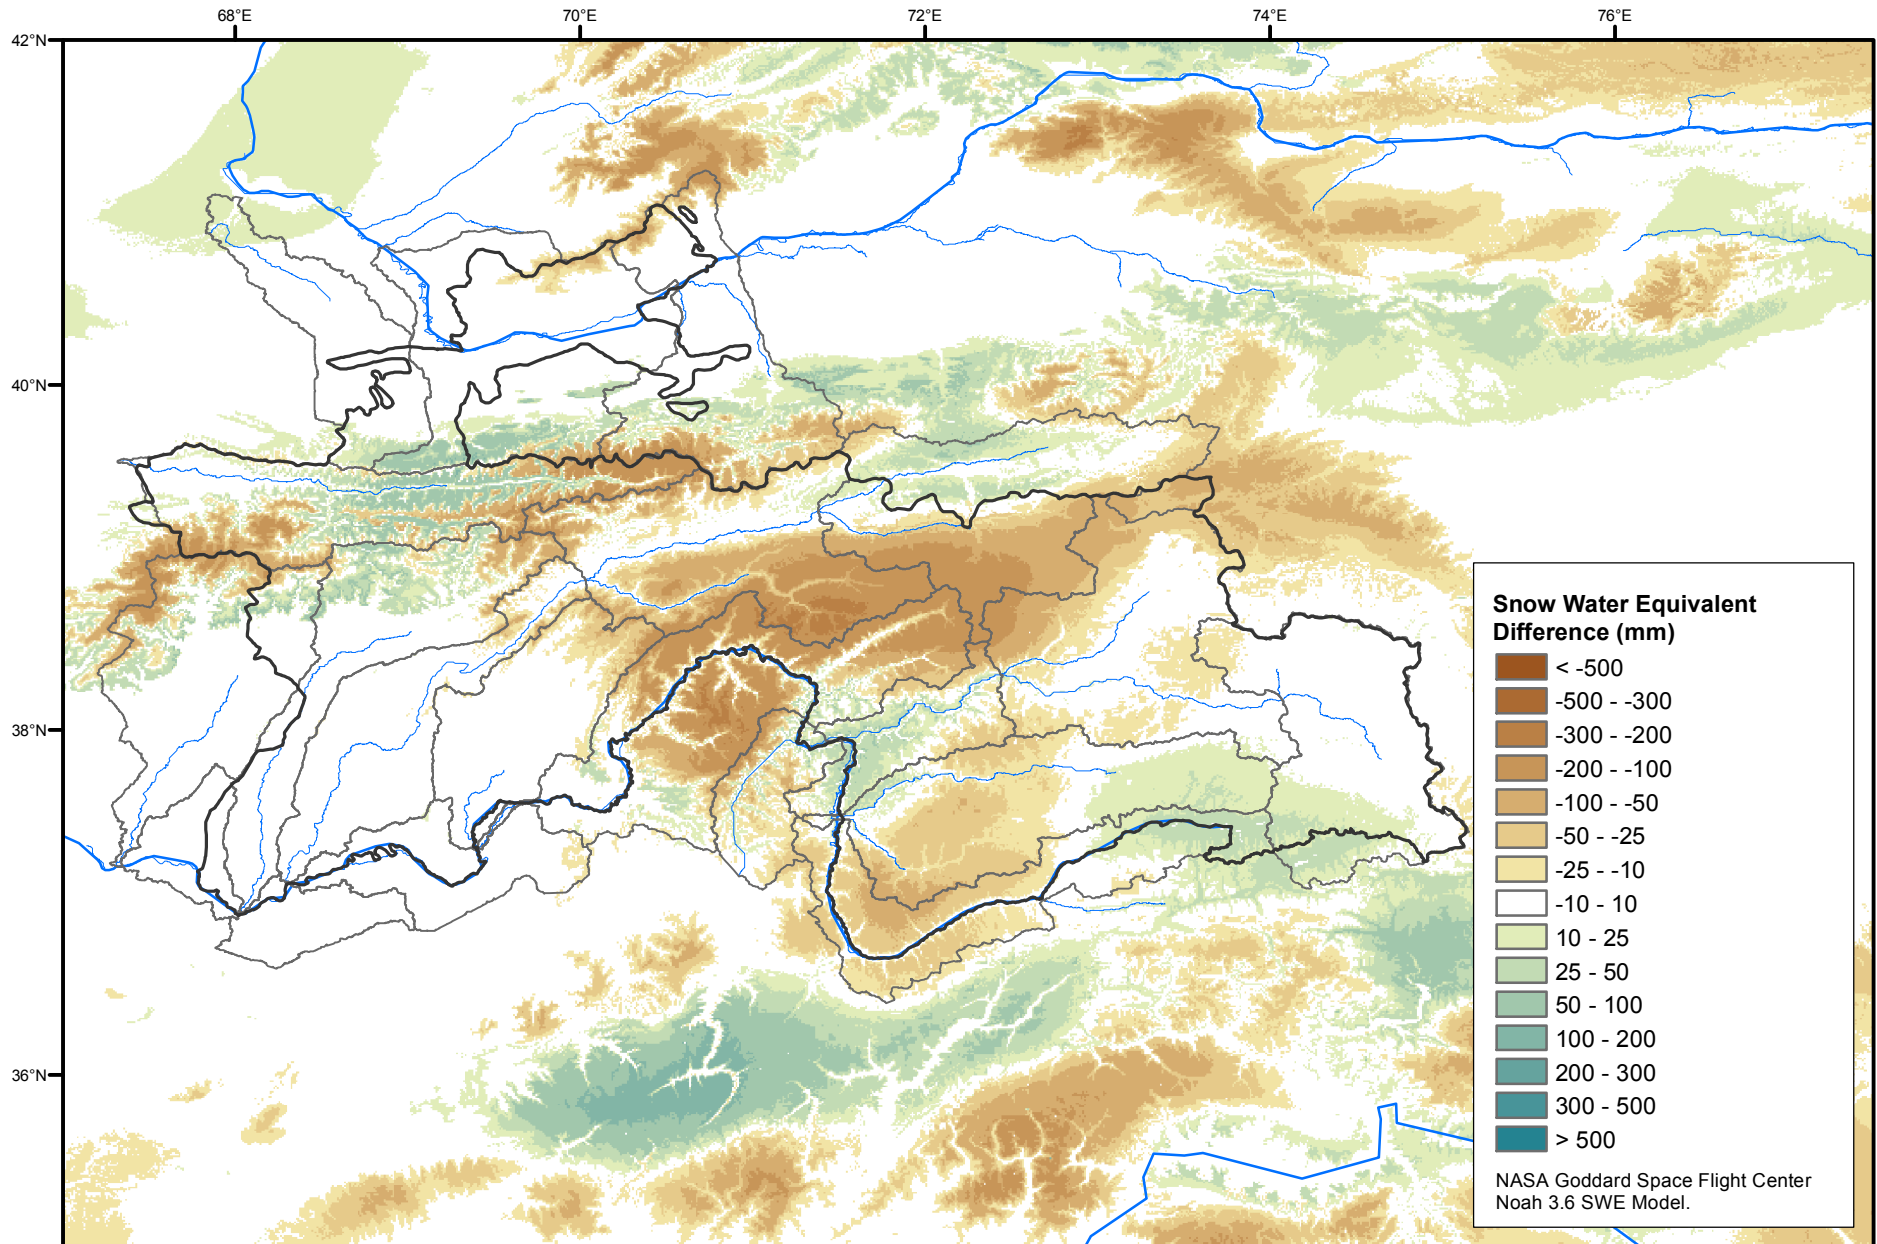 68°E
70°E
72°E
74°E
76°E
42°N
40°N
38°N
36°N
Snow Water Equivalent
Difference (mm)
< -500
-500 - -300
-300 - -200
-200 - -100
-100 - -50
-50 - -25
-25 - -10
-10 - 10
10 - 25
25 - 50
50 - 100
100 - 200
200 - 300
300 - 500
> 500
NASA Goddard Space Flight Center
Noah 3.6 SWE Model.